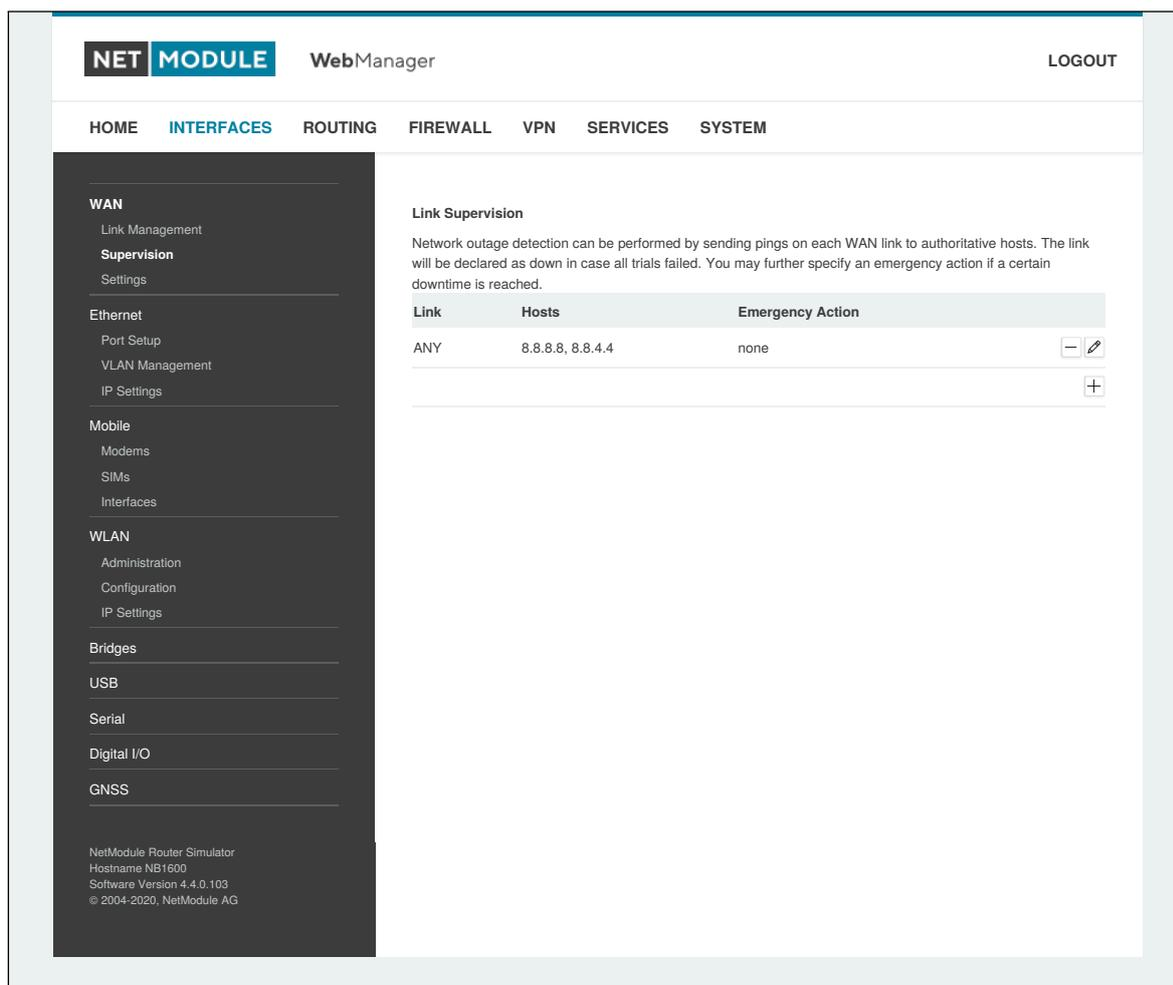 NET MODULE WebManager LOGOUT
HOME INTERFACES ROUTING FIREWALL VPN SERVICES SYSTEM
WAN
Link Management
Supervision
Settings
Ethernet
Port Setup
VLAN Management
IP Settings
Mobile
Modems
SIMs
Interfaces
WLAN
Administration
Configuration
IP Settings
Bridges
USB
Serial
Digital I/O
GNSS
NetModule Router Simulator
Hostname NB1600
Software Version 4.4.0.103
© 2004-2020, NetModule AG
Link Supervision
Network outage detection can be performed by sending pings on each WAN link to authoritative hosts. The link
will be declared as down in case all trials failed. You may further specify an emergency action if a certain
downtime is reached.
Link Hosts Emergency Action
ANY 8.8.8.8, 8.8.4.4 none